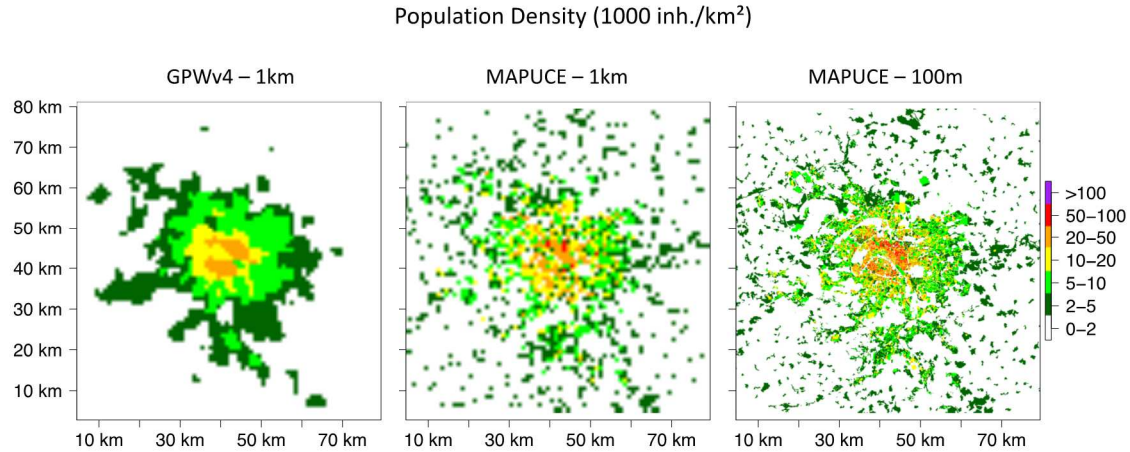 Population Density (1000 inh./km²)
GPWv4 – 1km
MAPUCE – 1km
MAPUCE – 100m
80 km
70 km
60 km
50 km
40 km
30 km
20 km
10 km
10 km 30 km 50 km 70 km
10 km 30 km 50 km 70 km
10 km 30 km 50 km 70 km
>100
50−100
20−50
10−20
5−10
2−5
0−2